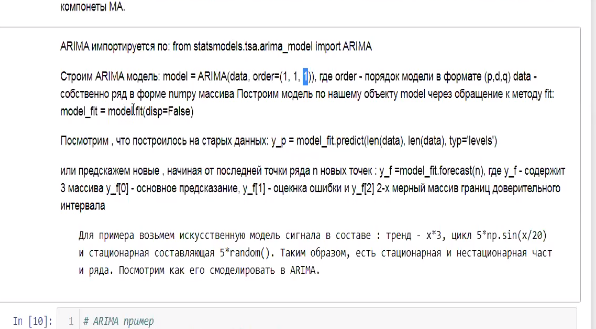 компоненты MA.
ARIMA импортируется по: from statsmodels.tsa.arima_model import ARIMA
Строим ARIMA модель: model = ARIMA(data, order=(1, 1, 1)), где order - порядок модели в формате (p,d,q) data -
собственно ряд в форме numpy массива Построим модель по нашему объекту model через обращение к методу fit:
model_fit = model.fit(disp=False)
Посмотрим , что построилось на старых данных: y_p = model_fit.predict(len(data), len(data), typ='levels')
или предскажем новые , начиная от последней точки ряда n новых точек : y_f =model_fit.forecast(n), где y_f - содержит
3 массива y_f[0] - основное предсказание, y_f[1] - оцекнка ошибки и y_f[2] 2-х мерный массив границ доверительного
интервала
Для примера возьмем искусственную модель сигнала в составе : тренд - x*3, цикл 5*np.sin(x/20)
и стационарная составляющая 5*random(). Таким образом, есть стационарная и нестационарная част
и ряда. Посмотрим как его смоделировать в ARIMA.
In [10]: 1 # ARIMA пример